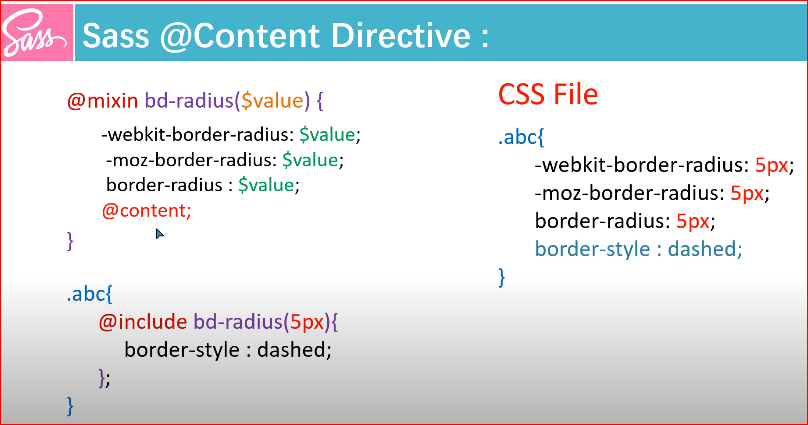 Sass
Sass @Content Directive :
@mixin bd-radius($value) {
-webkit-border-radius: $value;
-moz-border-radius: $value;
border-radius : $value;
@content;
}
.abc{
@include bd-radius(5px){
border-style : dashed;
};
}
CSS File
.abc{
-webkit-border-radius: 5px;
-moz-border-radius: 5px;
border-radius: 5px;
border-style : dashed;
}